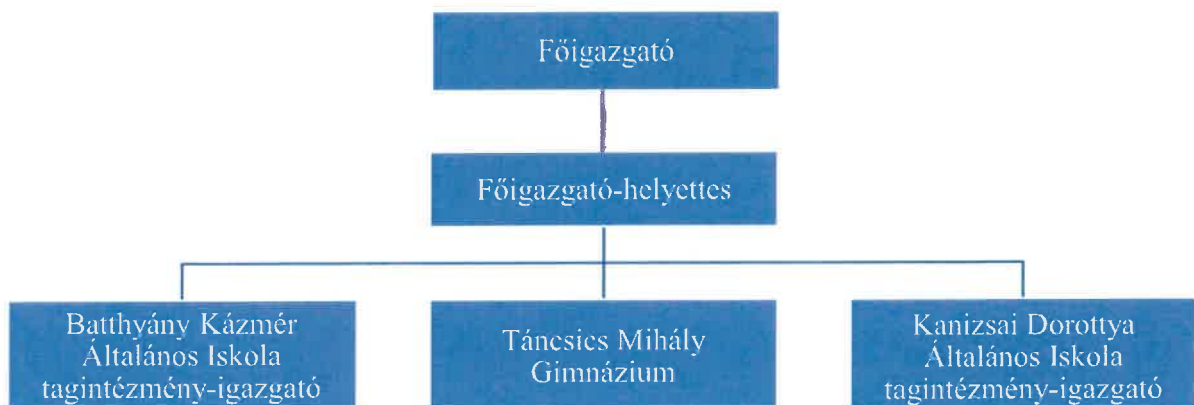 Főigazgató
Főigazgató-helyettes
Batthyány Kázmér
Általános Iskola
tagintézmény-igazgató
Táncsics Mihály
Gimnázium
Kanizsai Dorottya
Általános Iskola
tagintézmény-igazgató